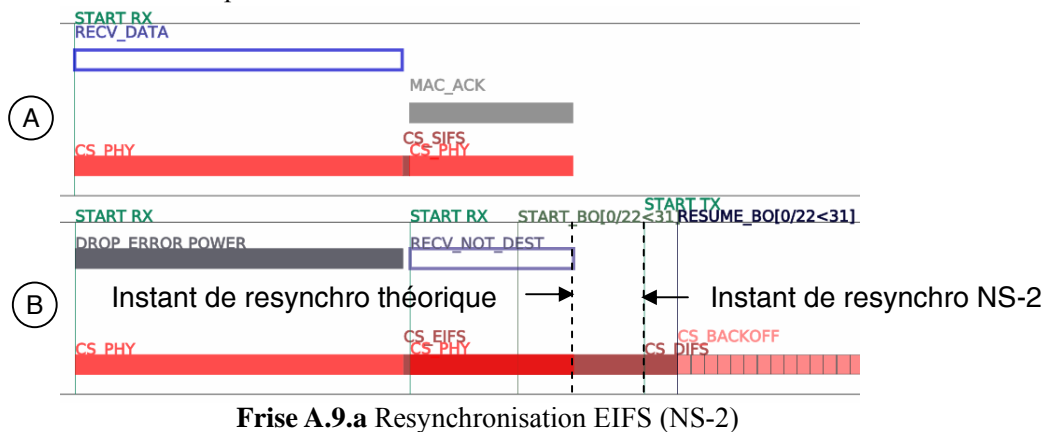 START RX
RECV_DATA
MAC_ACK
A
CS_SIFS
CS_PHY
CS_PHY
START TX
START RX
START RX
START_BO[0/22<31]
RESUME_BO[0/22<31]
DROP_ERROR POWER
RECV_NOT_DEST
B
Instant de resynchro théorique
Instant de resynchro NS-2
CS_EIFS
CS_BACKOFF
CS_PHY
CS_PHY
CS_DIFS
Frise A.9.a Resynchronisation EIFS (NS-2)